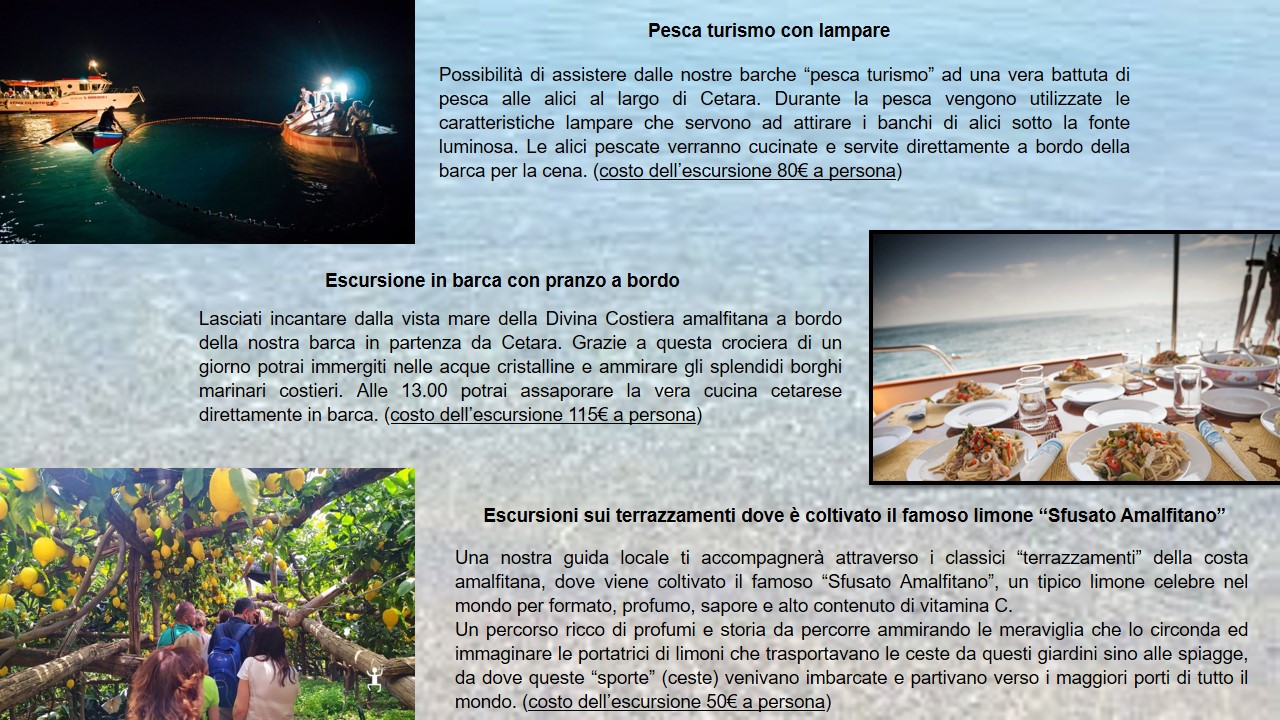 Pesca turismo con lampare
Possibilità di assistere dalle nostre barche “pesca turismo” ad una vera battuta di
pesca alle alici al largo di Cetara. Durante la pesca vengono utilizzate le
caratteristiche lampare che servono ad attirare i banchi di alici sotto la fonte
luminosa. Le alici pescate verranno cucinate e servite direttamente a bordo della
barca per la cena. (costo dell’escursione 80€ a persona)
Escursione in barca con pranzo a bordo
Lasciati incantare dalla vista mare della Divina Costiera amalfitana a bordo
della nostra barca in partenza da Cetara. Grazie a questa crociera di un
giorno potrai immergiti nelle acque cristalline e ammirare gli splendidi borghi
marinari costieri. Alle 13.00 potrai assaporare la vera cucina cetarese
direttamente in barca. (costo dell’escursione 115€ a persona)
Escursioni sui terrazzamenti dove è coltivato il famoso limone “Sfusato Amalfitano”
Una nostra guida locale ti accompagnerà attraverso i classici “terrazzamenti” della costa
amalfitana, dove viene coltivato il famoso “Sfusato Amalfitano”, un tipico limone celebre nel
mondo per formato, profumo, sapore e alto contenuto di vitamina C.
Un percorso ricco di profumi e storia da percorre ammirando le meraviglia che lo circonda ed
immaginare le portatrici di limoni che trasportavano le ceste da questi giardini sino alle spiagge,
da dove queste “sporte” (ceste) venivano imbarcate e partivano verso i maggiori porti di tutto il
mondo. (costo dell’escursione 50€ a persona)